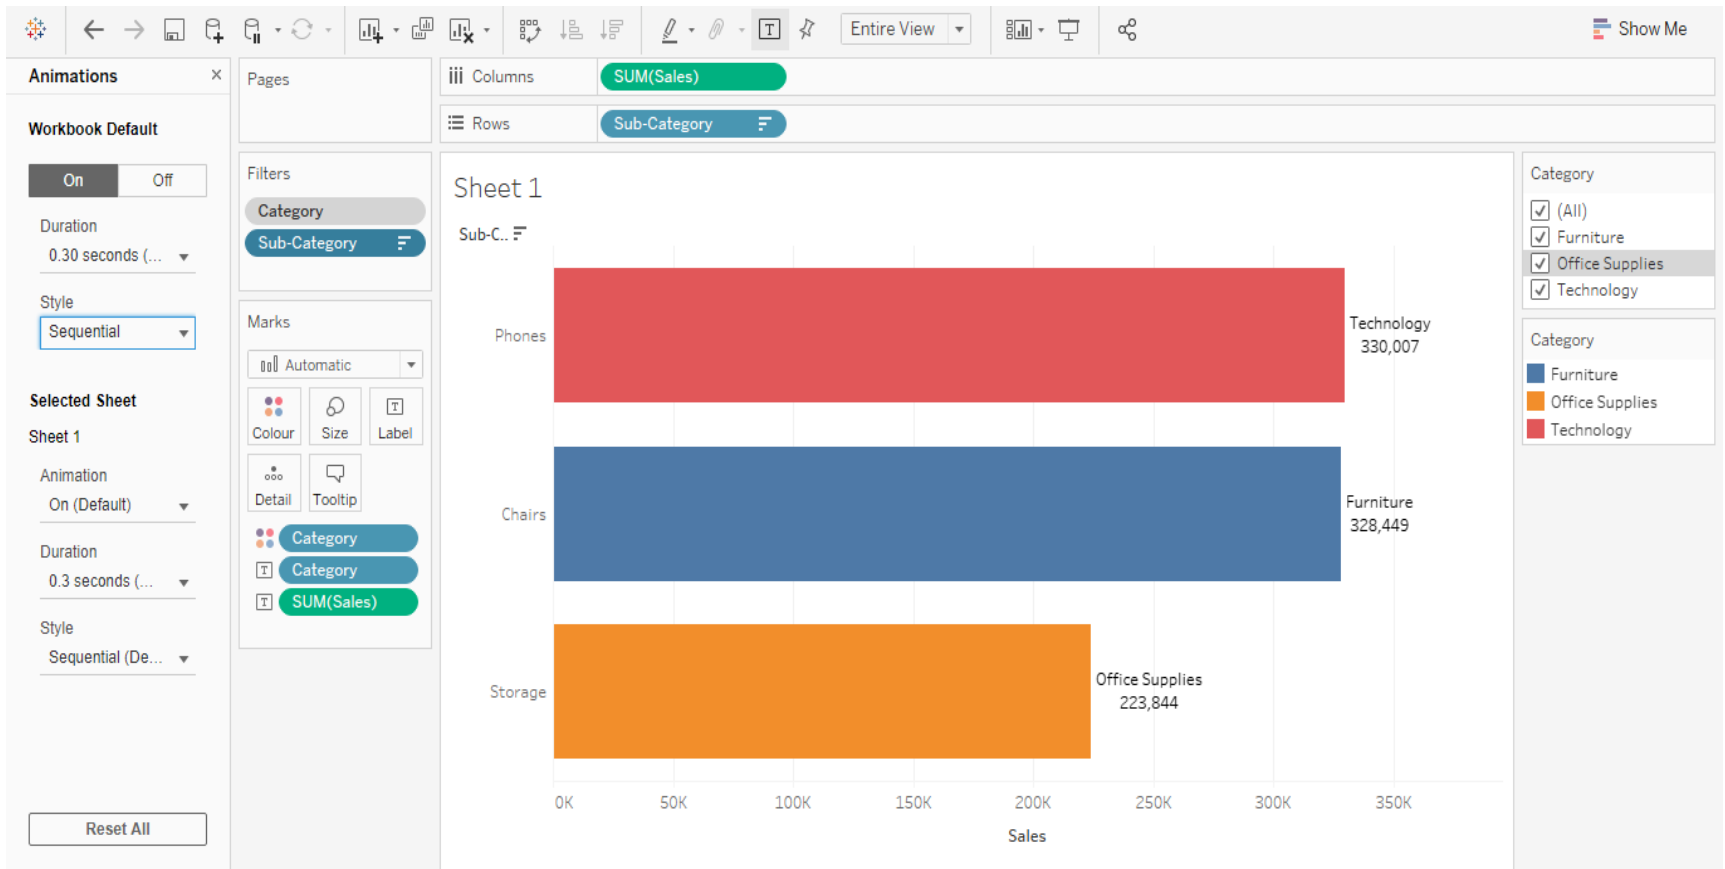 Entire View
Show Me
Animations
Workbook Default
On
Off
Duration
0.30 seconds (...
Style
Sequential
Selected Sheet
Sheet 1
Animation
On (Default)
Duration
0.3 seconds (...
Style
Sequential (De...
Reset All
Pages
Filters
Category
Sub-Category
Marks
Automatic
Colour
Size
Label
Detail
Tooltip
Category
Category
SUM(Sales)
Columns
SUM(Sales)
Rows
Sub-Category
Sheet 1
Sub-C..
Phones
Technology
330,007
Chairs
Furniture
328,449
Storage
Office Supplies
223,844
0K
50K
100K
150K
200K
250K
300K
350K
Sales
Category
(All)
Furniture
Office Supplies
Technology
Category
Furniture
Office Supplies
Technology